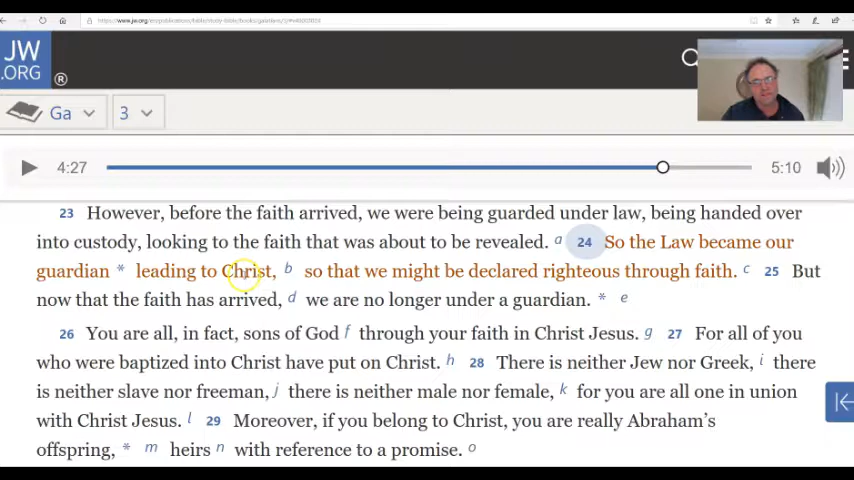 JW
.ORG
®
Ga
3
4:27
5:10
23 However, before the faith arrived, we were being guarded under law, being handed over
into custody, looking to the faith that was about to be revealed. a 24 So the Law became our
guardian * leading to Christ, b so that we might be declared righteous through faith. c 25 But
now that the faith has arrived, d we are no longer under a guardian. * e
26 You are all, in fact, sons of God f through your faith in Christ Jesus. g 27 For all of you
who were baptized into Christ have put on Christ. h 28 There is neither Jew nor Greek, i there
is neither slave nor freeman, j there is neither male nor female, k for you are all one in union
with Christ Jesus. l 29 Moreover, if you belong to Christ, you are really Abraham's
offspring, * m heirs n with reference to a promise. o